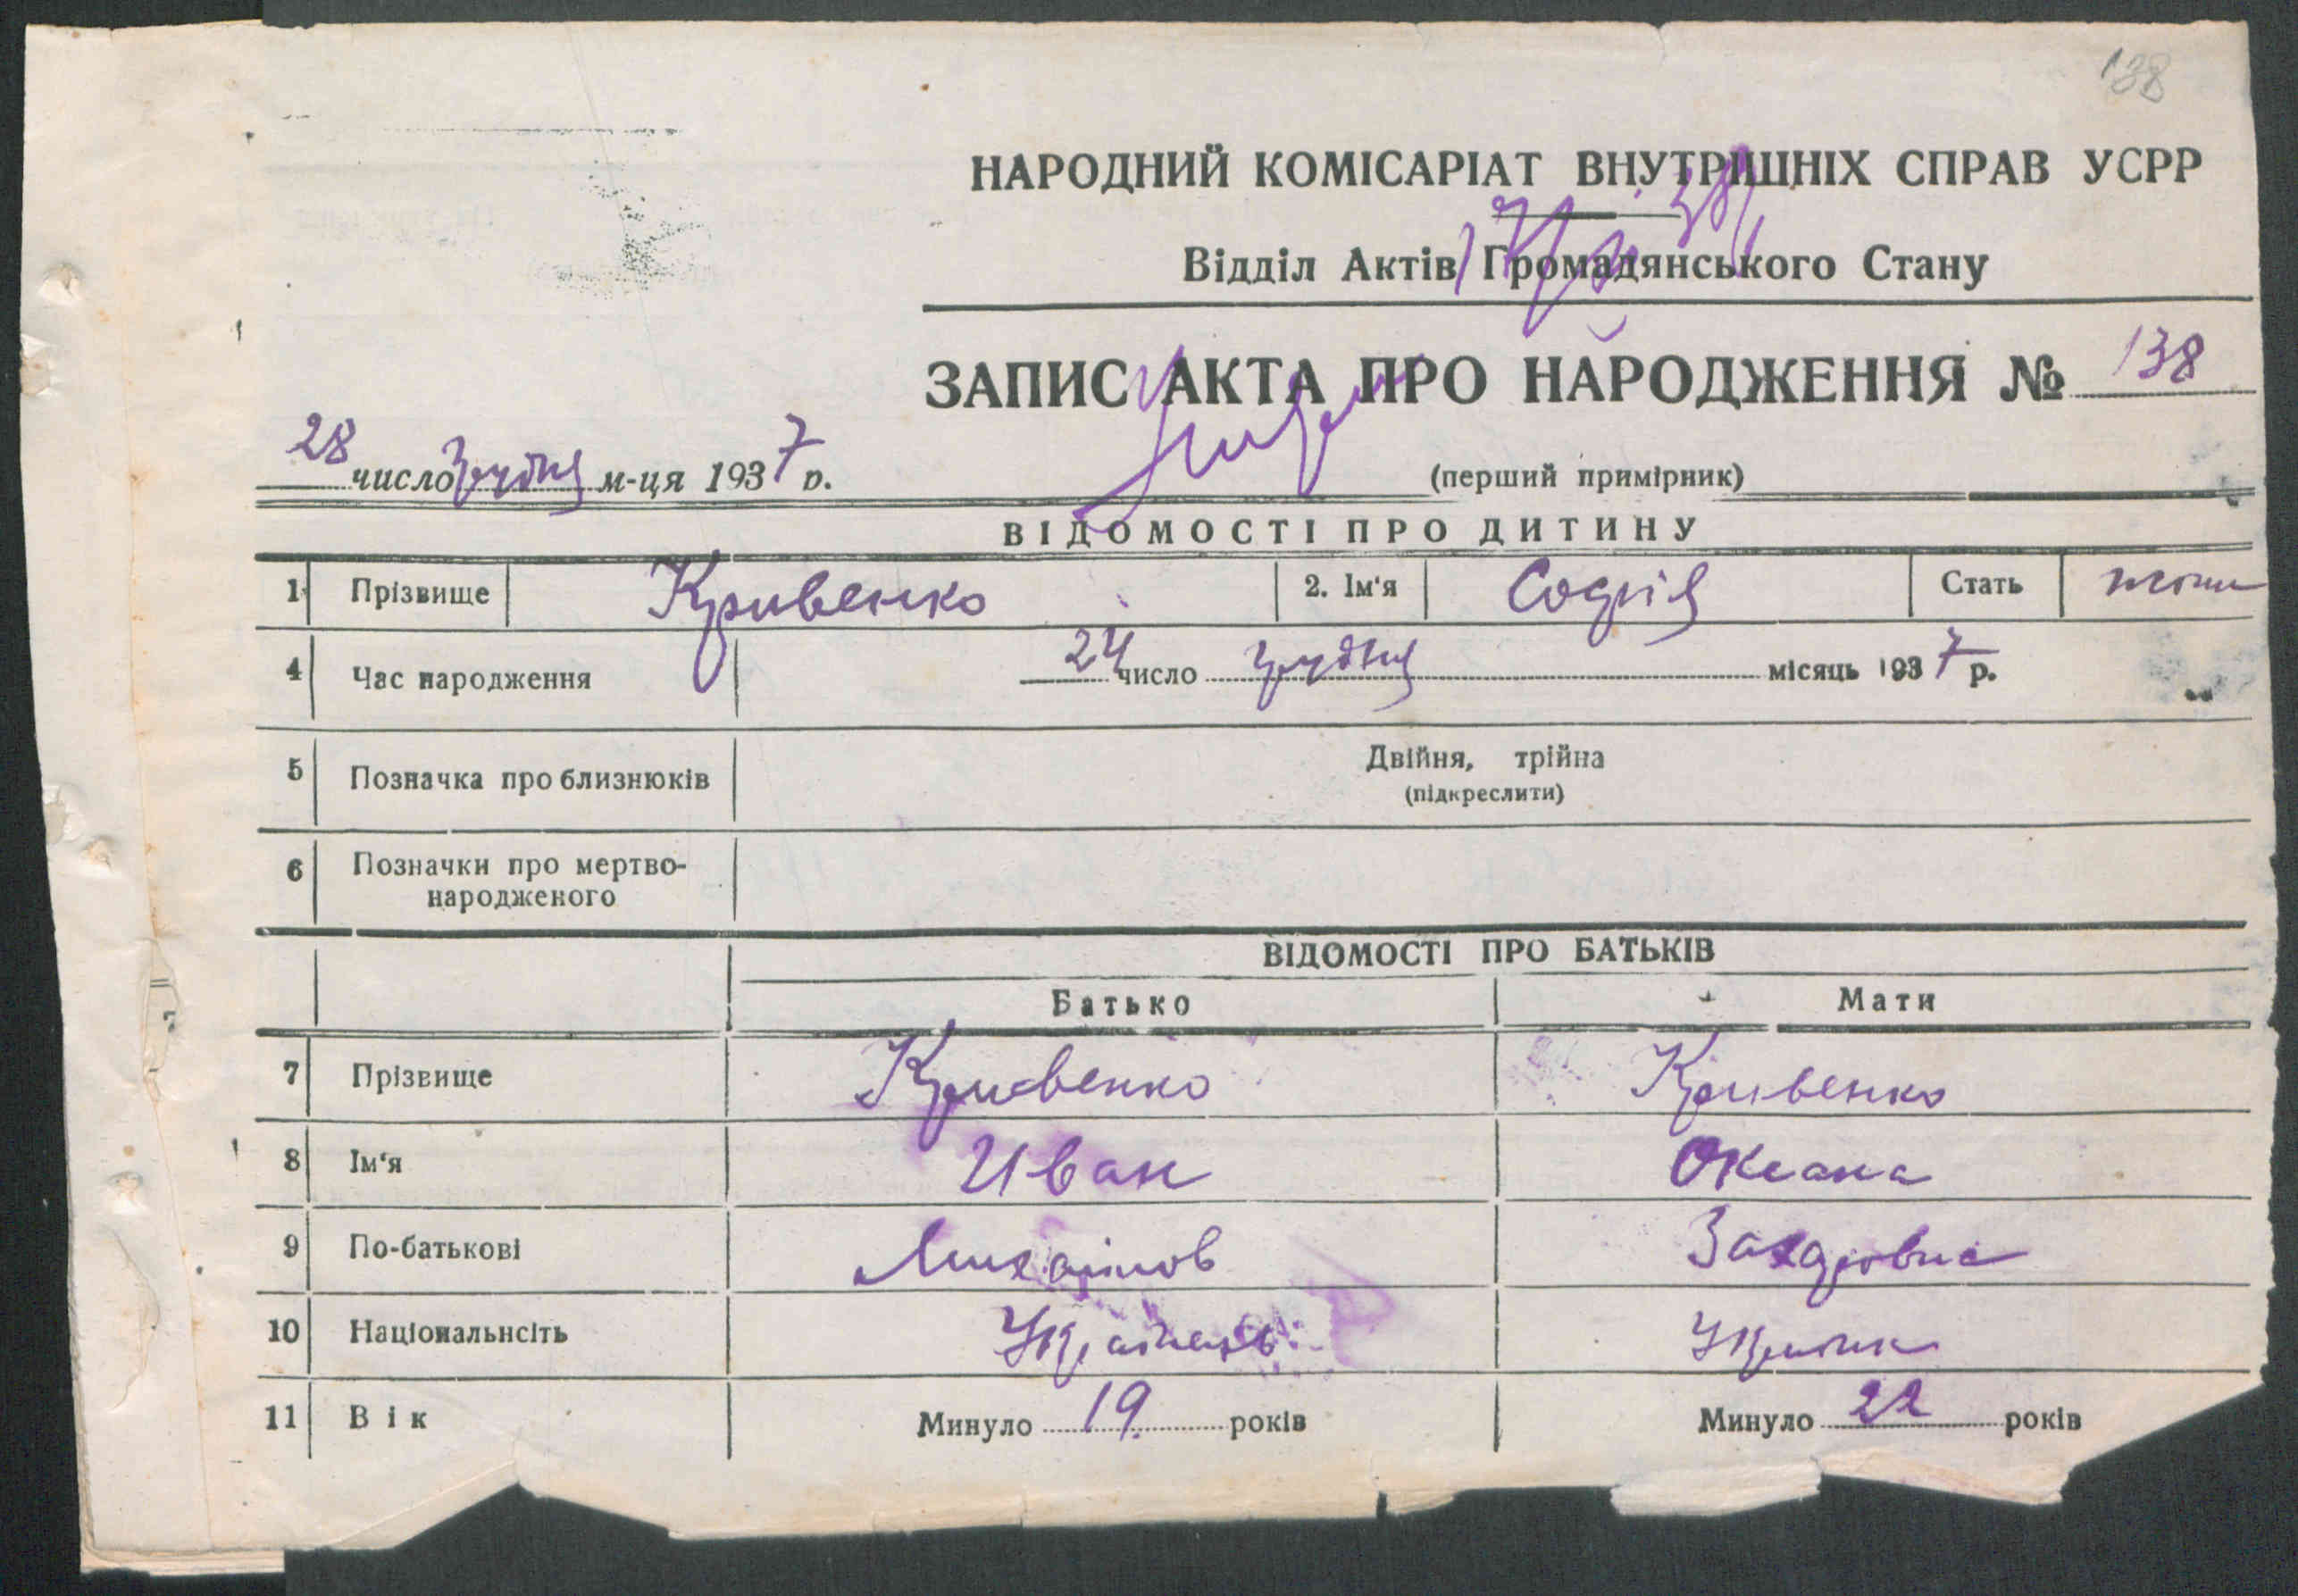 138
НАРОДНИЙ КОМІСАРІАТ ВНУТРІШНІХ СПРАВ УСРР
Відділ Актів Громадянського Стану
ЗАПИС АКТА ПРО НАРОДЖЕННЯ № 138
28 число грудня м-ця 1937 р.
(перший примірник)
ВІДОМОСТІ ПРО ДИТИНУ
1 Прізвище Кривенко 2. Ім'я Софія Стать жіноч
4 Час народження 24 число грудня місяць 1937 р.
5 Позначка про близнюків Двійня, трійна
(підкреслити)
6 Позначки про мертво-
народженого
ВІДОМОСТІ ПРО БАТЬКІВ
Батько Мати
7 Прізвище Кривенко Кривенко
8 Ім'я Иван Оксана
9 По-батькові Захаровна
10 Національнсіть Українець
11 Вік Минуло 19 років Минуло 22 років